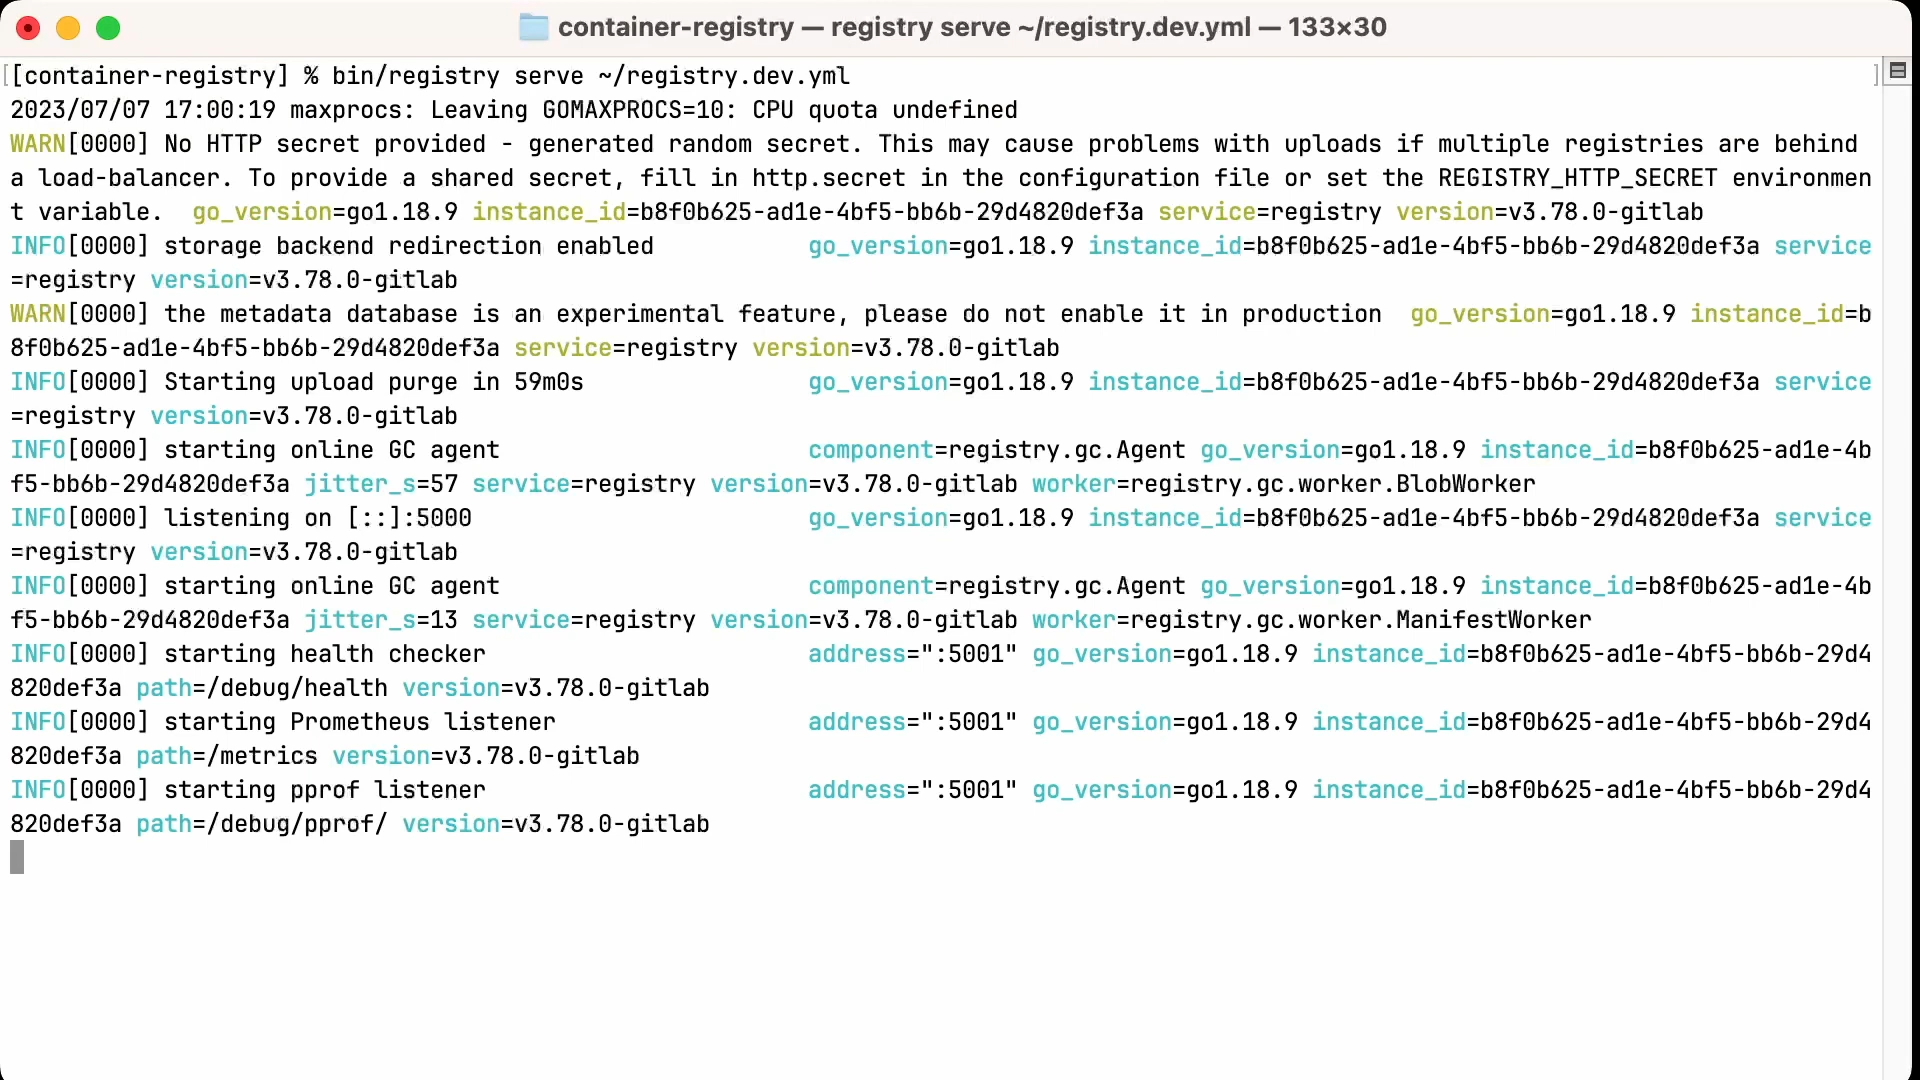 container-registry — registry serve ~/registry.dev.yml — 133×30
[[container-registry] % bin/registry serve ~/registry.dev.yml ]
2023/07/07 17:00:19 maxprocs: Leaving GOMAXPROCS=10: CPU quota undefined
WARN[0000] No HTTP secret provided - generated random secret. This may cause problems with uploads if multiple registries are behind
a load-balancer. To provide a shared secret, fill in http.secret in the configuration file or set the REGISTRY_HTTP_SECRET environmen
t variable.  go_version=go1.18.9 instance_id=b8f0b625-ad1e-4bf5-bb6b-29d4820def3a service=registry version=v3.78.0-gitlab
INFO[0000] storage backend redirection enabled           go_version=go1.18.9 instance_id=b8f0b625-ad1e-4bf5-bb6b-29d4820def3a service
=registry version=v3.78.0-gitlab
WARN[0000] the metadata database is an experimental feature, please do not enable it in production  go_version=go1.18.9 instance_id=b
8f0b625-ad1e-4bf5-bb6b-29d4820def3a service=registry version=v3.78.0-gitlab
INFO[0000] Starting upload purge in 59m0s                go_version=go1.18.9 instance_id=b8f0b625-ad1e-4bf5-bb6b-29d4820def3a service
=registry version=v3.78.0-gitlab
INFO[0000] starting online GC agent                      component=registry.gc.Agent go_version=go1.18.9 instance_id=b8f0b625-ad1e-4b
f5-bb6b-29d4820def3a jitter_s=57 service=registry version=v3.78.0-gitlab worker=registry.gc.worker.BlobWorker
INFO[0000] listening on [::]:5000                        go_version=go1.18.9 instance_id=b8f0b625-ad1e-4bf5-bb6b-29d4820def3a service
=registry version=v3.78.0-gitlab
INFO[0000] starting online GC agent                      component=registry.gc.Agent go_version=go1.18.9 instance_id=b8f0b625-ad1e-4b
f5-bb6b-29d4820def3a jitter_s=13 service=registry version=v3.78.0-gitlab worker=registry.gc.worker.ManifestWorker
INFO[0000] starting health checker                       address=":5001" go_version=go1.18.9 instance_id=b8f0b625-ad1e-4bf5-bb6b-29d4
820def3a path=/debug/health version=v3.78.0-gitlab
INFO[0000] starting Prometheus listener                  address=":5001" go_version=go1.18.9 instance_id=b8f0b625-ad1e-4bf5-bb6b-29d4
820def3a path=/metrics version=v3.78.0-gitlab
INFO[0000] starting pprof listener                       address=":5001" go_version=go1.18.9 instance_id=b8f0b625-ad1e-4bf5-bb6b-29d4
820def3a path=/debug/pprof/ version=v3.78.0-gitlab